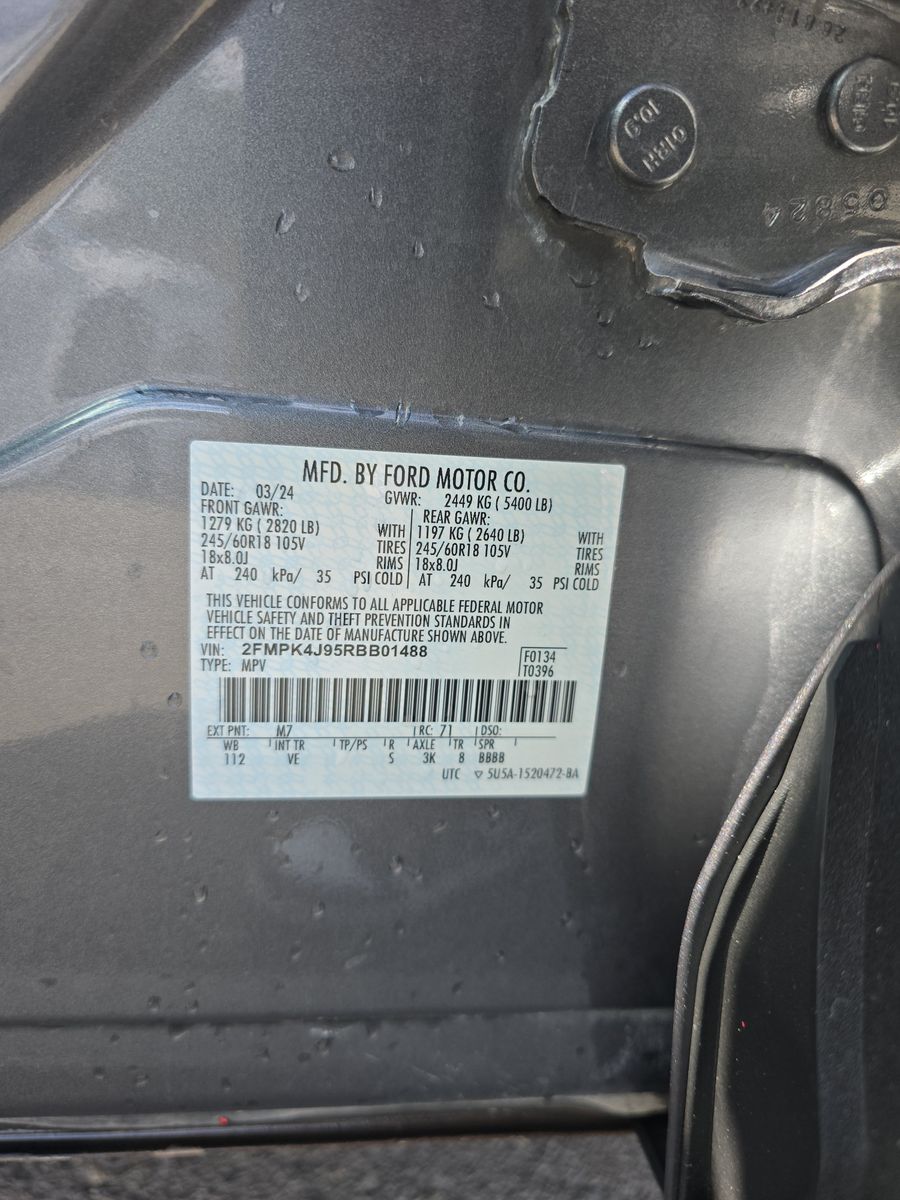 10.9
01RH
05824
MFD. BY FORD MOTOR CO.
DATE: 03/24 GVWR: 2449 KG ( 5400 LB)
FRONT GAWR: REAR GAWR:
1279 KG ( 2820 LB) WITH 1197 KG ( 2640 LB) WITH
245/60R18 105V TIRES 245/60R18 105V TIRES
18x8.0J RIMS 18x8.0J RIMS
AT 240 kPa/ 35 PSI COLD AT 240 kPa/ 35 PSI COLD
THIS VEHICLE CONFORMS TO ALL APPLICABLE FEDERAL MOTOR
VEHICLE SAFETY AND THEFT PREVENTION STANDARDS IN
EFFECT ON THE DATE OF MANUFACTURE SHOWN ABOVE.
VIN: 2FMPK4J95RBB01488 F0134
TYPE: MPV T0396
EXT PNT: M7 RC: 71 DSO:
WB INT TR TP/PS R AXLE TR SPR
112 VE S 3K 8 BBBB
UTC ▽ 5U5A-1520472-BA